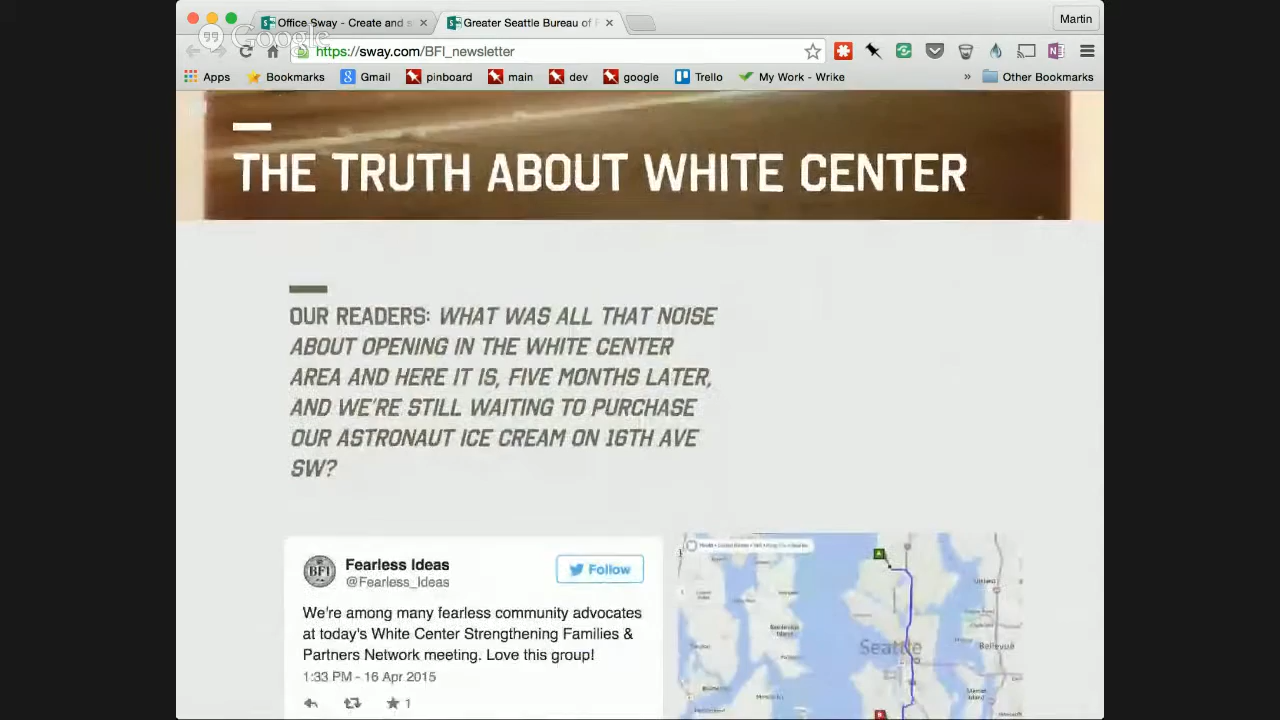 Office Sway - Create and s
Greater Seattle Bureau of F
Martin
Google
https://sway.com/BFI_newsletter
Apps Bookmarks Gmail pinboard main dev google Trello My Work - Wrike » Other Bookmarks
THE TRUTH ABOUT WHITE CENTER
OUR READERS: WHAT WAS ALL THAT NOISE
ABOUT OPENING IN THE WHITE CENTER
AREA AND HERE IT IS, FIVE MONTHS LATER,
AND WE'RE STILL WAITING TO PURCHASE
OUR ASTRONAUT ICE CREAM ON 16TH AVE
SW?
BFI
Fearless Ideas
@Fearless_Ideas
Follow
We're among many fearless community advocates
at today's White Center Strengthening Families &
Partners Network meeting. Love this group!
1:33 PM - 16 Apr 2015
1
A
Seattle
Bellevue
B